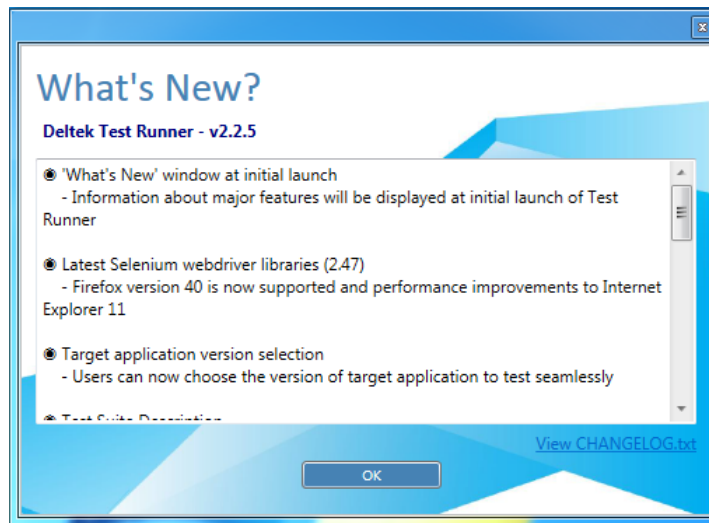 What's New?
Deltek Test Runner - v2.2.5
◉ 'What's New' window at initial launch
- Information about major features will be displayed at initial launch of Test
Runner
◉ Latest Selenium webdriver libraries (2.47)
- Firefox version 40 is now supported and performance improvements to Internet
Explorer 11
◉ Target application version selection
- Users can now choose the version of target application to test seamlessly
◉ Test Suite Description
View CHANGELOG.txt
OK